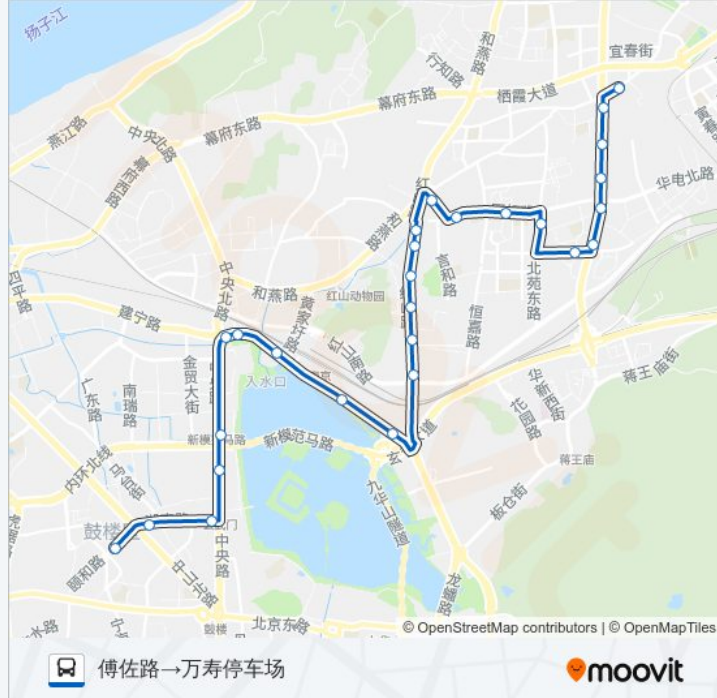 扬子江
和燕路
宜春街
行知路
栖霞大道
幕府东路
燕江路
中央北路
幕府东路
寅春路
幕府西路
华电北路
和燕路
四平路
中央北路
言和路
北苑东路
和燕路
黄家圩路
红山动物园
建宁路
恒嘉路
红山南路
蒋王庙街
金贸大街
入水口
广东路
南瑞路
华新西街
花园路
新模范马路
内环北线
马台街
蒋王庙
九华山隧道
板仓街
鼓楼
颐和路
中央路
中山北路
龙蟠路
鼓楼
北京东路
© OpenStreetMap contributors | © OpenMapTiles
傅佐路→万寿停车场
moovit